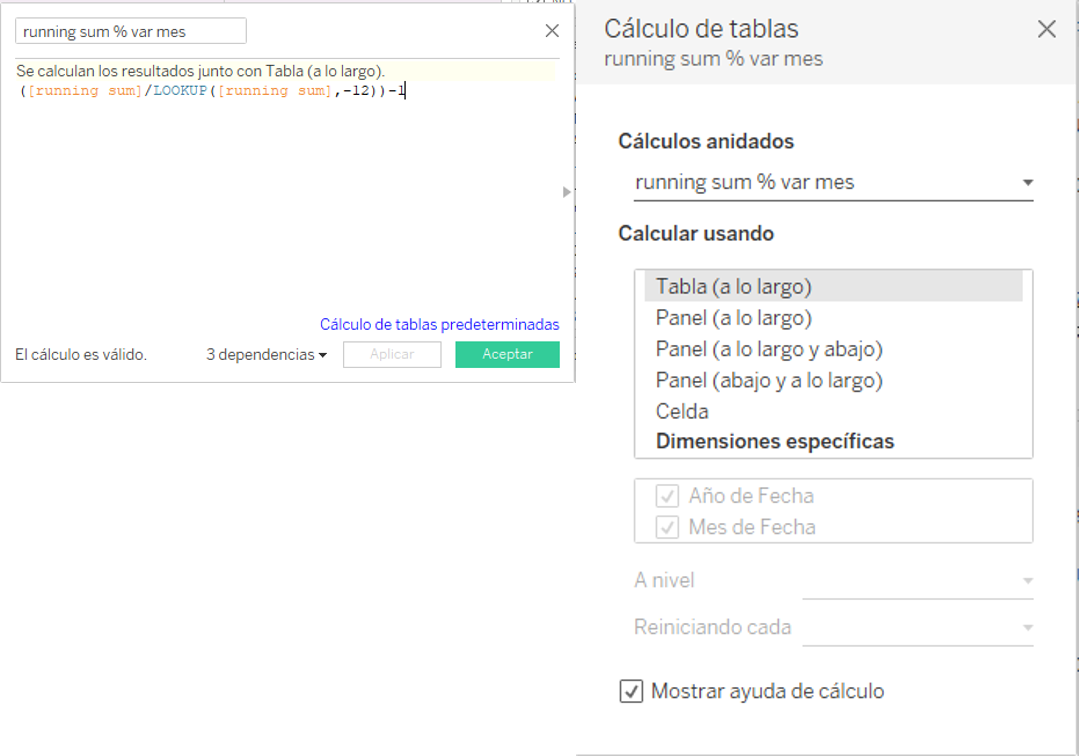 running sum % var mes
Se calculan los resultados junto con Tabla (a lo largo).
([running sum]/LOOKUP([running sum],-12))-1
Cálculo de tablas predeterminadas
El cálculo es válido.
3 dependencias
Aplicar
Aceptar
Cálculo de tablas
running sum % var mes
Cálculos anidados
running sum % var mes
Calcular usando
Tabla (a lo largo)
Panel (a lo largo)
Panel (a lo largo y abajo)
Panel (abajo y a lo largo)
Celda
Dimensiones específicas
Año de Fecha
Mes de Fecha
A nivel
Reiniciando cada
Mostrar ayuda de cálculo